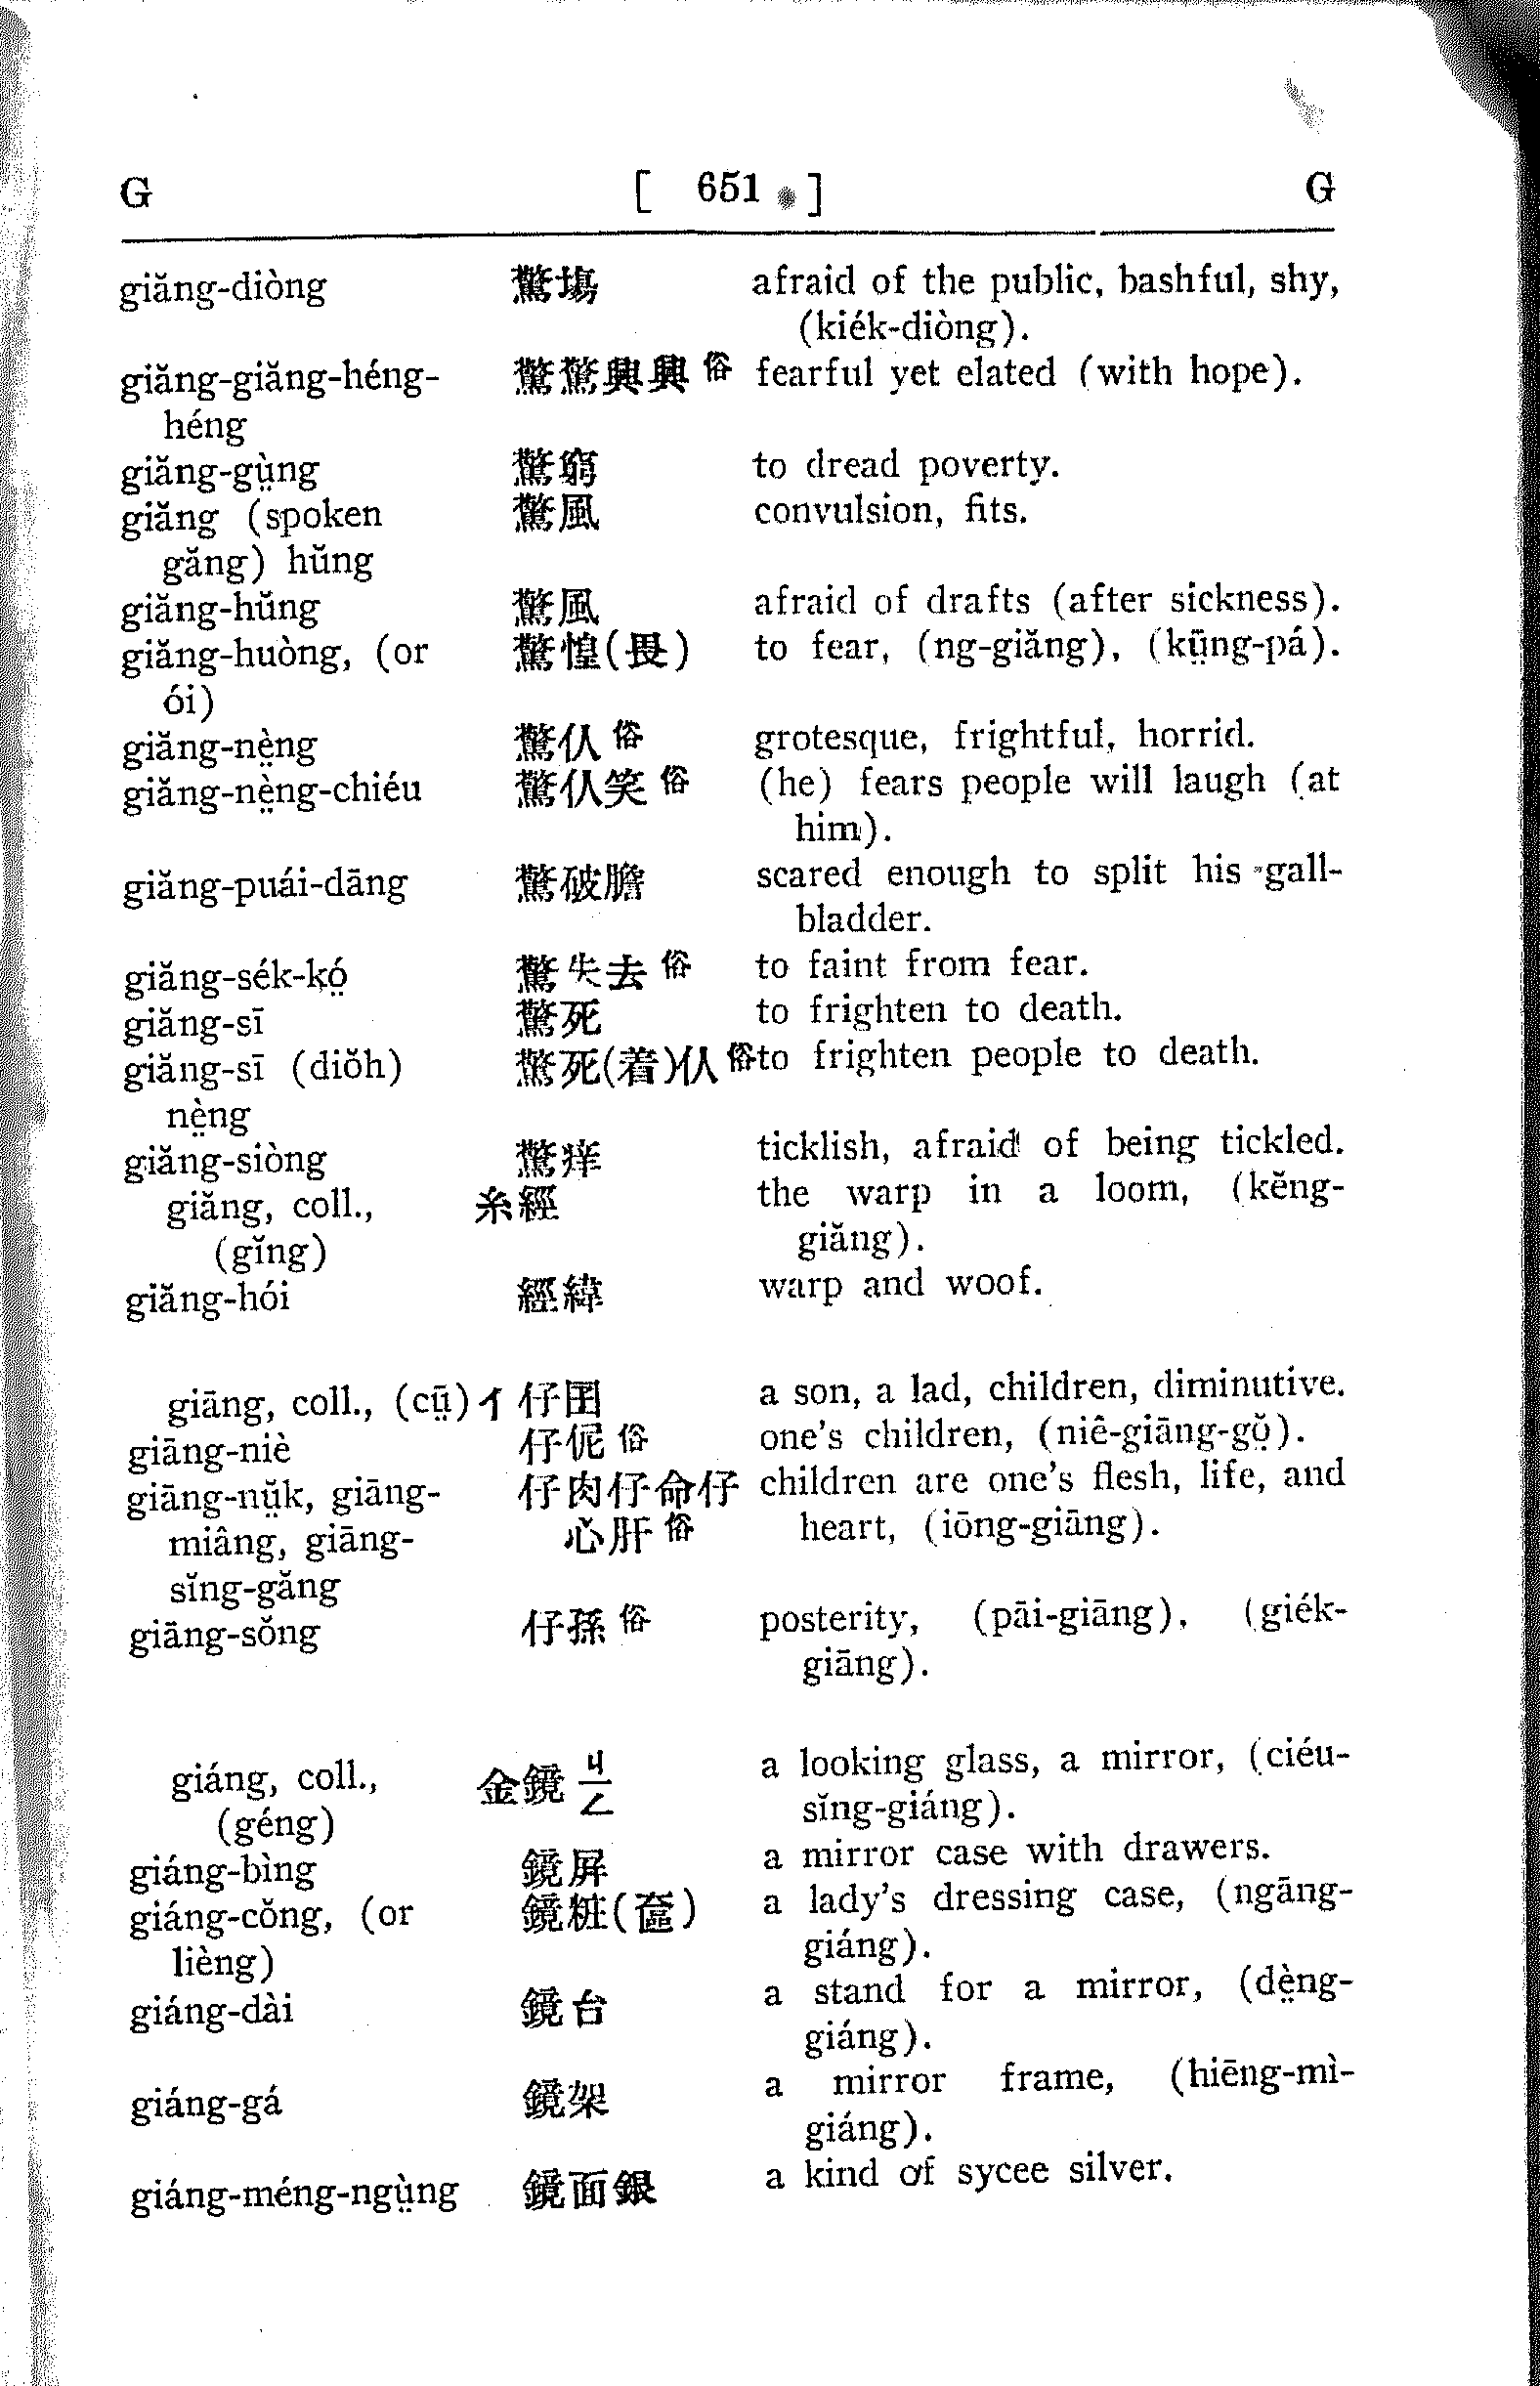 G [ 651 ] G
giăng-diòng 驚塲 afraid of the public, bashful, shy,
(kiék-diòng).
giăng-giăng-héng- 驚驚興興俗 fearful yet elated (with hope).
héng
giăng-gṳ̀ng 驚窮 to dread poverty.
giăng (spoken 驚風 convulsion, fits.
găng) hŭng
giăng-hŭng 驚風 afraid of drafts (after sickness).
giăng-huòng, (or 驚惶(畏) to fear, (ng-giăng), (kṳ̄ng-pá).
ói)
giăng-nè̤ng 驚仈俗 grotesque, frightful, horrid.
giăng-nè̤ng-chiéu 驚仈笑俗 (he) fears people will laugh (at
him).
giăng-puái-dāng 驚破膽 scared enough to split his gall-
bladder.
giăng-sék-kó̤ 驚失去俗 to faint from fear.
giăng-sī 驚死 to frighten to death.
giăng-sī (diŏh) 驚死(着)仈俗 to frighten people to death.
nè̤ng
giăng-siòng 驚痒 ticklish, afraid of being tickled.
giăng, coll., 糸經 the warp in a loom, (kĕng-
(gĭng) giăng).
giăng-hói 經緯 warp and woof.
giāng, coll., (cṳ̄) 亻仔囝 a son, a lad, children, diminutive.
giāng-niè 仔伲俗 one's children, (niê-giāng-gō̤).
giāng-nṳ̆k, giāng- 仔肉仔命仔 children are one's flesh, life, and
miâng, giāng- 心肝俗 heart, (iōng-giāng).
sĭng-găng
giāng-sŏng 仔孫俗 posterity, (pāi-giāng), (giék-
giāng).
giáng, coll., 金鏡 ㄐㄥ a looking glass, a mirror, (ciéu-
(géng) sĭng-giáng).
giáng-bìng 鏡屏 a mirror case with drawers.
giáng-cŏng, (or 鏡粧(奩) a lady's dressing case, (ngāng-
lièng) giáng).
giáng-dài 鏡台 a stand for a mirror, (dè̤ng-
giáng).
giáng-gá 鏡架 a mirror frame, (hiēng-mì-
giáng).
giáng-méng-ngṳ̀ng 鏡面銀 a kind of sycee silver.